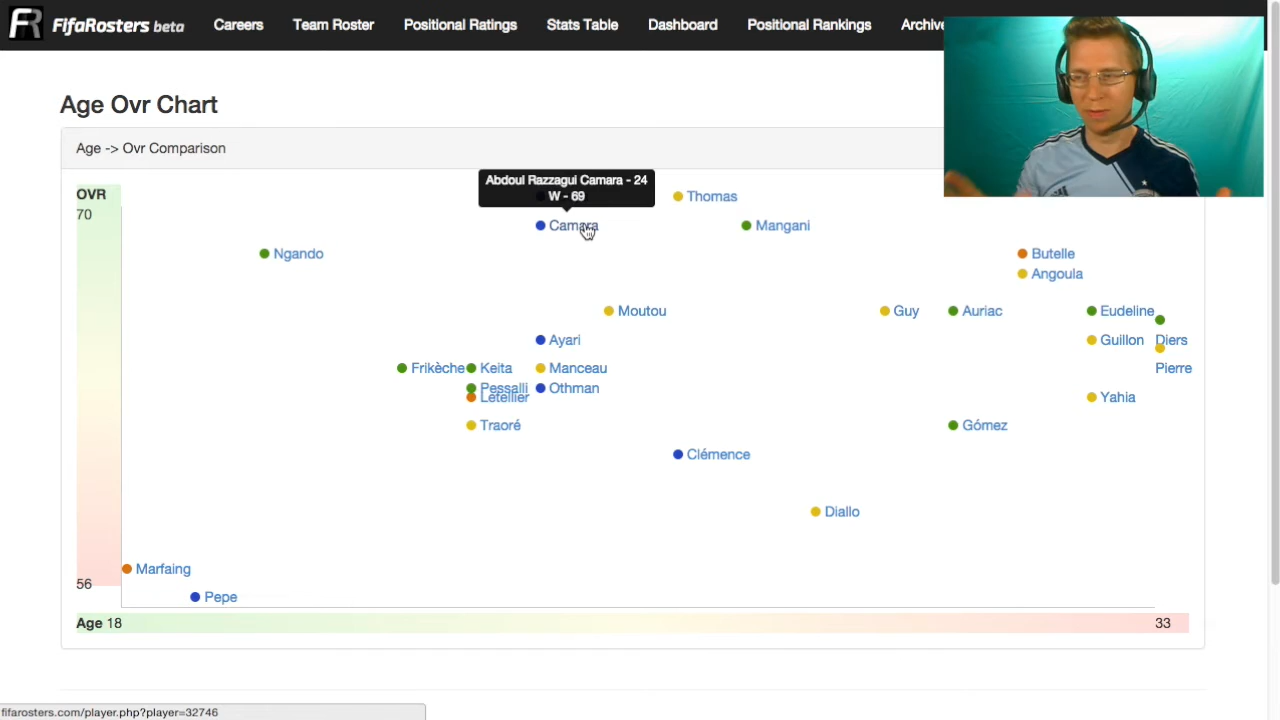 FR FifaRosters beta Careers Team Roster Positional Ratings Stats Table Dashboard Positional Rankings Archive
Age Ovr Chart
Age -> Ovr Comparison
OVR
70
Abdoul Razzagui Camara - 24
W - 69
Thomas
Camara
Mangani
Ngando
Butelle
Angoula
Moutou
Guy
Auriac
Eudeline
Ayari
Guillon
Diers
Frikèche
Keita
Manceau
Pierre
Pessalli
Othman
Letellier
Yahia
Traoré
Gómez
Clémence
Diallo
Marfaing
56
Pepe
Age 18
33
fifarosters.com/player.php?player=32746